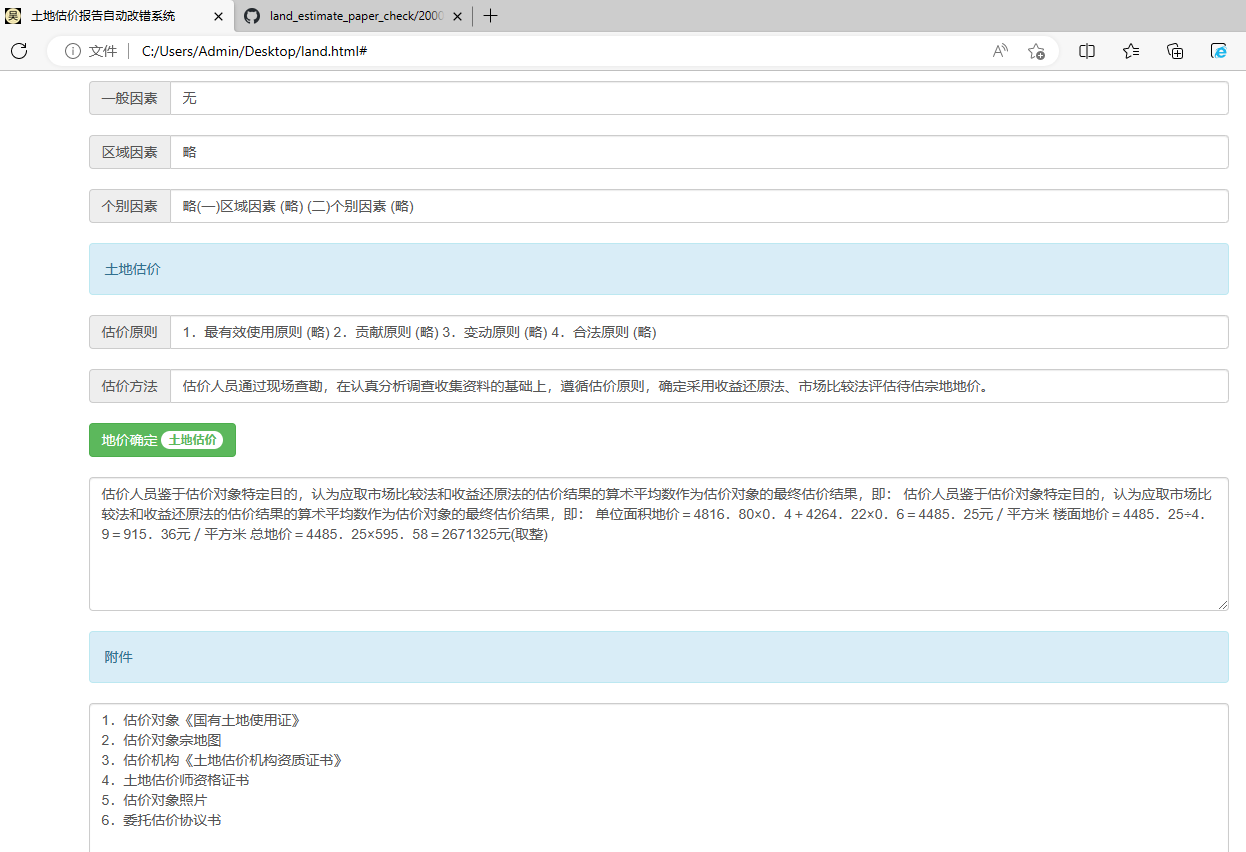 土地估价报告自动改错系统
land_estimate_paper_check/2000
文件
C:/Users/Admin/Desktop/land.html#
一般因素 无
区域因素 略
个别因素 略(一)区域因素 (略) (二)个别因素 (略)
土地估价
估价原则 1．最有效使用原则 (略) 2．贡献原则 (略) 3．变动原则 (略) 4．合法原则 (略)
估价方法 估价人员通过现场查勘，在认真分析调查收集资料的基础上，遵循估价原则，确定采用收益还原法、市场比较法评估待估宗地地价。
地价确定 土地估价
估价人员鉴于估价对象特定目的，认为应取市场比较法和收益还原法的估价结果的算术平均数作为估价对象的最终估价结果，即： 估价人员鉴于估价对象特定目的，认为应取市场比
较法和收益还原法的估价结果的算术平均数作为估价对象的最终估价结果，即： 单位面积地价＝4816．80×0．4＋4264．22×0．6＝4485．25元／平方米 楼面地价＝4485．25÷4．
9＝915．36元／平方米 总地价＝4485．25×595．58＝2671325元(取整)
附件
1．估价对象《国有土地使用证》
2．估价对象宗地图
3．估价机构《土地估价机构资质证书》
4．土地估价师资格证书
5．估价对象照片
6．委托估价协议书